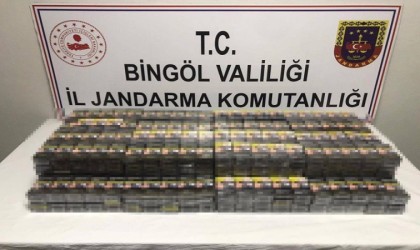 T.C.
BİNGÖL VALİLİĞİ
İL JANDARMA KOMUTANLIĞI